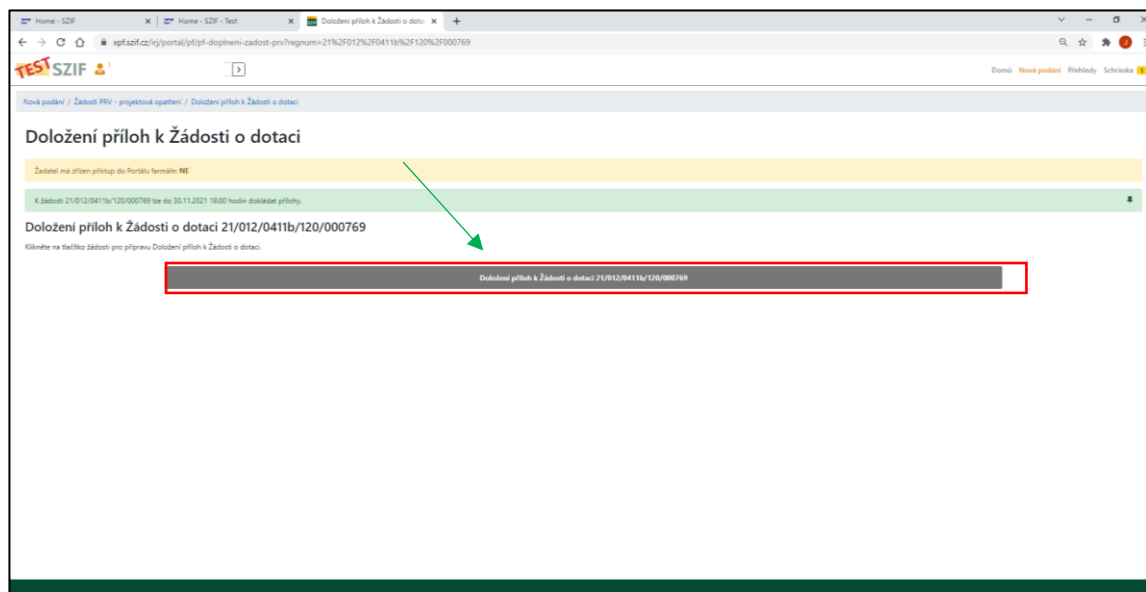 Home - SZIF
Home - SZIF - Test
Doložení příloh k Žádosti o dota
xpf.szif.cz/irj/portal/pf/pf-doplneni-zadost-prv?regnum=21%2F012%2F0411b%2F120%2F000769
J
TEST SZIF
Domů Nová podání Přehledy Schránka
Nová podání / Žádosti PRV - projektová opatření / Doložení příloh k Žádosti o dotaci
Doložení příloh k Žádosti o dotaci
Žadatel má zřízen přístup do Portálu farmáře: NE
K žádosti 21/012/0411b/120/000769 lze do 30.11.2021 18:00 hodin dokládat přílohy.
Doložení příloh k Žádosti o dotaci 21/012/0411b/120/000769
Klikněte na tlačítko žádosti pro přípravu Doložení příloh k Žádosti o dotaci.
Doložení příloh k Žádosti o dotaci 21/012/0411b/120/000769